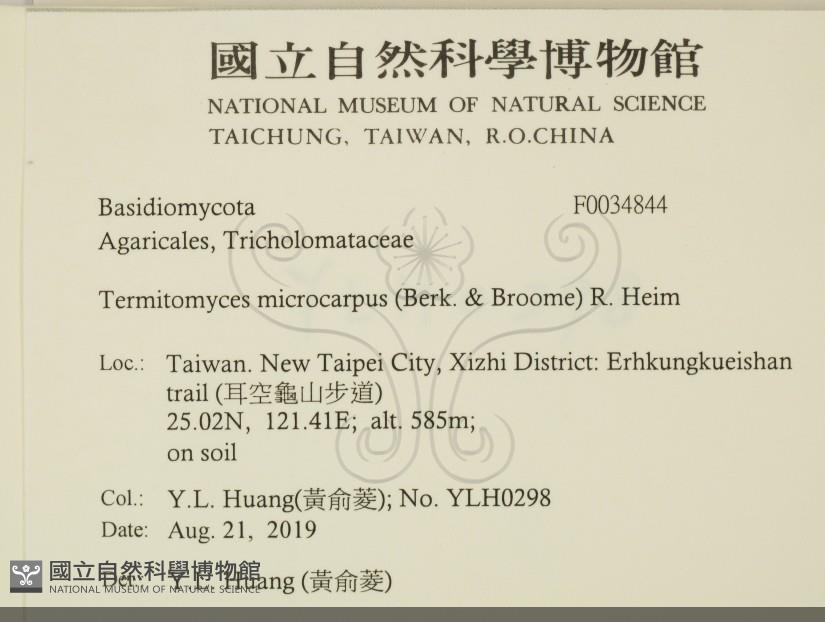 國立自然科學博物館
NATIONAL MUSEUM OF NATURAL SCIENCE
TAICHUNG, TAIWAN, R.O.CHINA
Basidiomycota F0034844
Agaricales, Tricholomataceae
Termitomyces microcarpus (Berk. & Broome) R. Heim
Loc.: Taiwan. New Taipei City, Xizhi District: Erhkungkueishan
trail (耳空龜山步道)
25.02N, 121.41E; alt. 585m;
on soil
Col.: Y.L. Huang(黃俞菱); No. YLH0298
Date: Aug. 21, 2019
Det.: Y.L. Huang (黃俞菱)
國立自然科學博物館
NATIONAL MUSEUM OF NATURAL SCIENCE